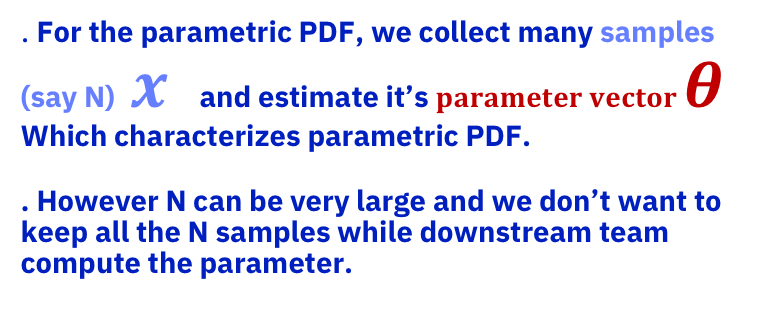 . For the parametric PDF, we collect many samples
(say N) 𝒙 and estimate it’s parameter vector 𝜽
Which characterizes parametric PDF.
. However N can be very large and we don’t want to
keep all the N samples while downstream team
compute the parameter.